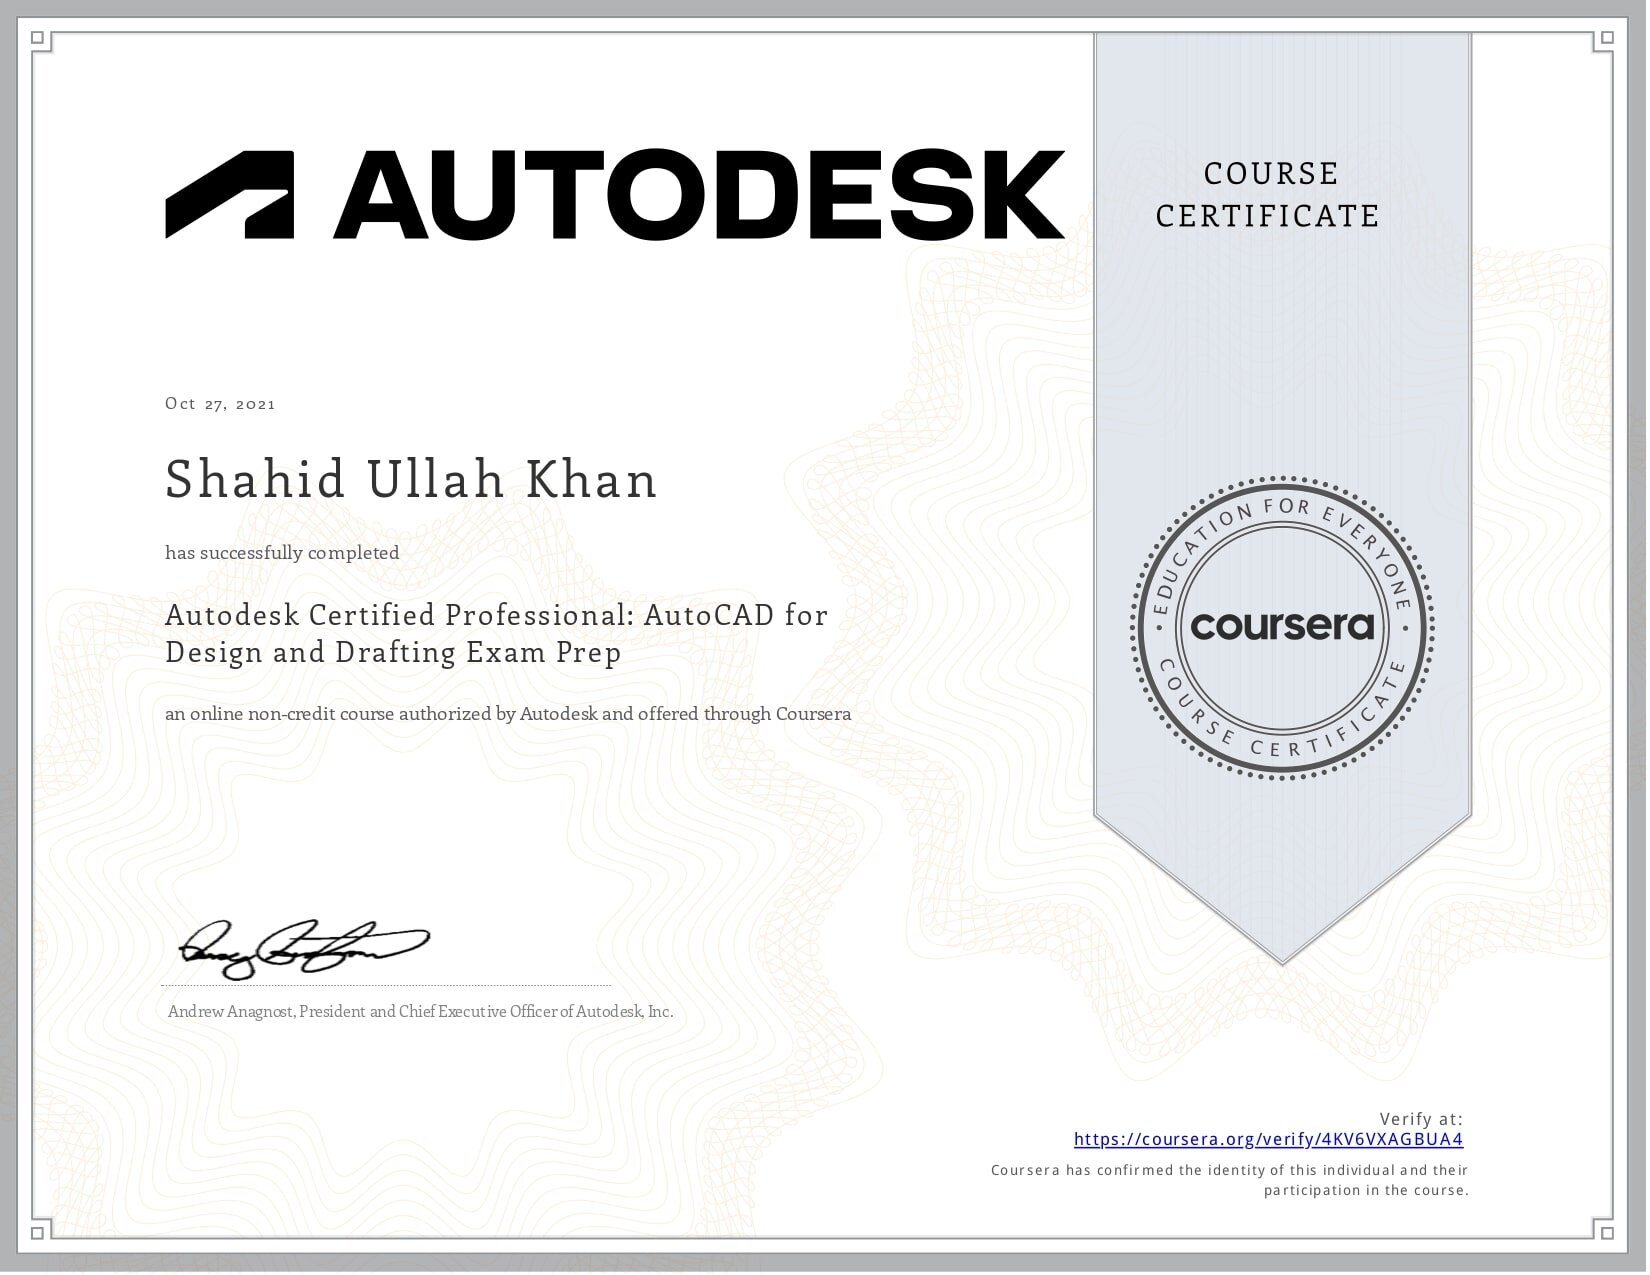 AUTODESK
COURSE
CERTIFICATE
Oct 27, 2021
Shahid Ullah Khan
has successfully completed
Autodesk Certified Professional: AutoCAD for
Design and Drafting Exam Prep
an online non-credit course authorized by Autodesk and offered through Coursera
EDUCATION FOR EVERYONE
coursera
COURSE CERTIFICATE
Andrew Anagnost, President and Chief Executive Officer of Autodesk, Inc.
Verify at:
https://coursera.org/verify/4KV6VXAGBUA4
Coursera has confirmed the identity of this individual and their
participation in the course.